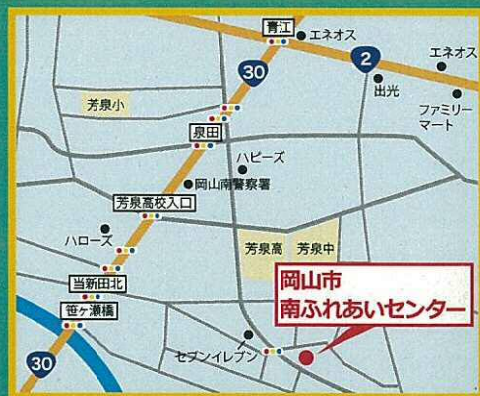 青江
エネオス
エネオス
30
2
出光
ファミリー
マート
芳泉小
泉田
ハピーズ
岡山南警察署
芳泉高校入口
ハローズ
芳泉高
芳泉中
当新田北
岡山市
南ふれあいセンター
笹ヶ瀬橋
セブンイレブン
30